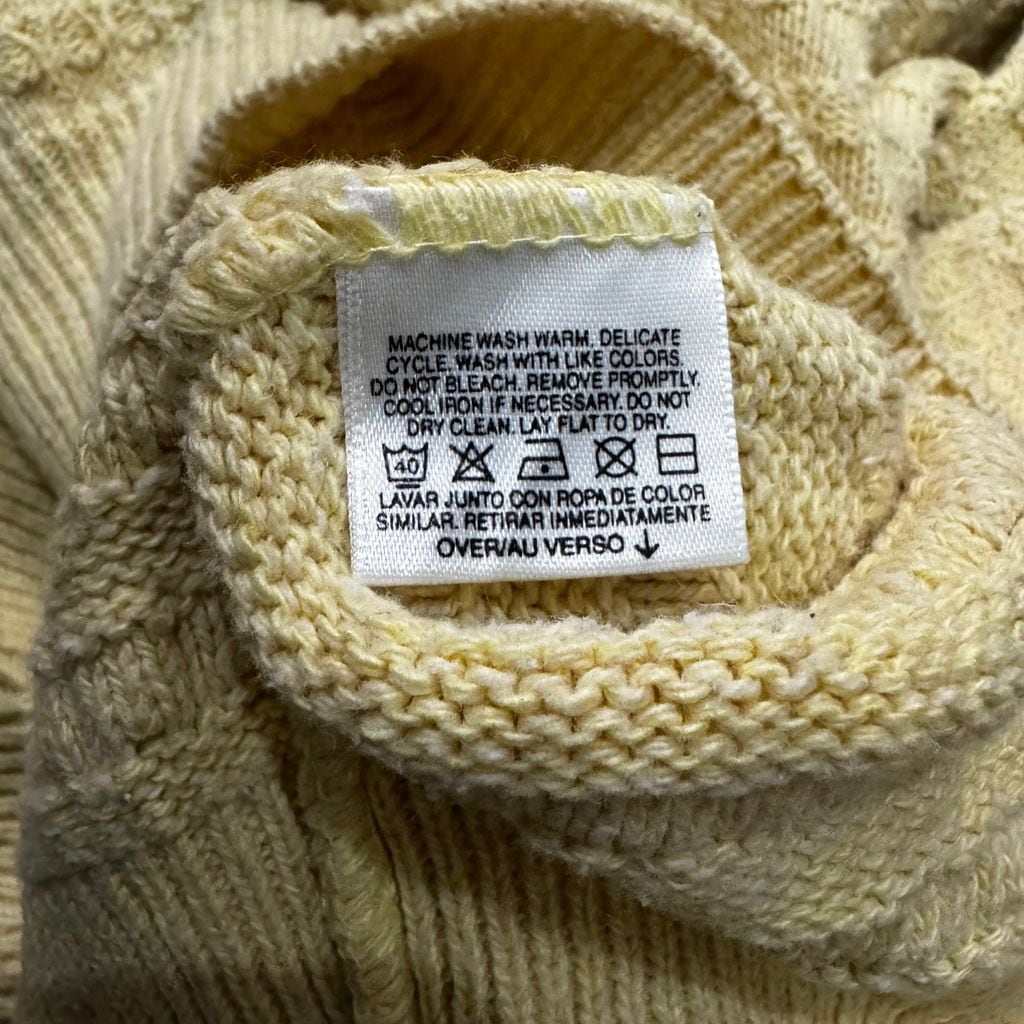 MACHINE WASH WARM. DELICATE
CYCLE. WASH WITH LIKE COLORS.
DO NOT BLEACH. REMOVE PROMPTLY.
COOL IRON IF NECESSARY. DO NOT
DRY CLEAN. LAY FLAT TO DRY.
40
LAVAR JUNTO CON ROPA DE COLOR
SIMILAR. RETIRAR INMEDIATAMENTE
OVER/AU VERSO ↓